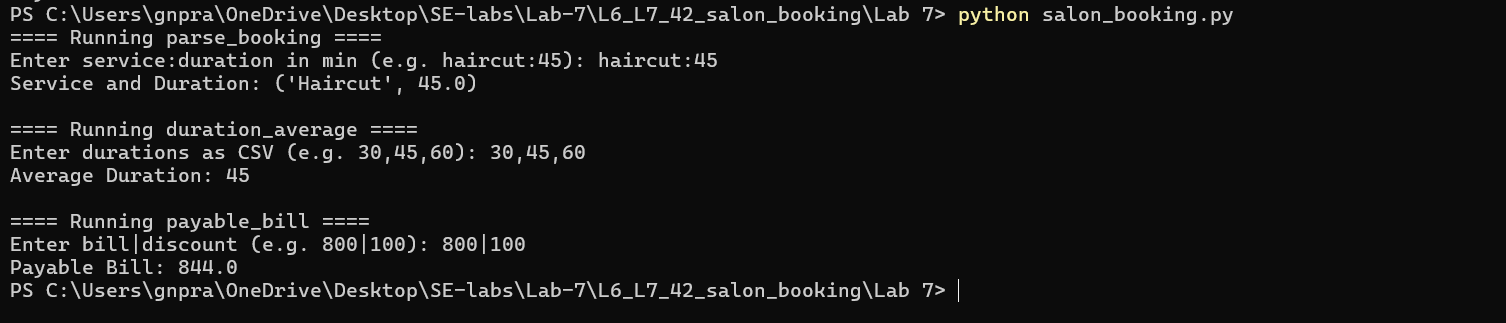 PS C:\Users\gnpra\OneDrive\Desktop\SE-labs\Lab-7\L6_L7_42_salon_booking\Lab 7> python salon_booking.py
==== Running parse_booking ====
Enter service:duration in min (e.g. haircut:45): haircut:45
Service and Duration: ('Haircut', 45.0)
==== Running duration_average ====
Enter durations as CSV (e.g. 30,45,60): 30,45,60
Average Duration: 45
==== Running payable_bill ====
Enter bill|discount (e.g. 800|100): 800|100
Payable Bill: 844.0
PS C:\Users\gnpra\OneDrive\Desktop\SE-labs\Lab-7\L6_L7_42_salon_booking\Lab 7>